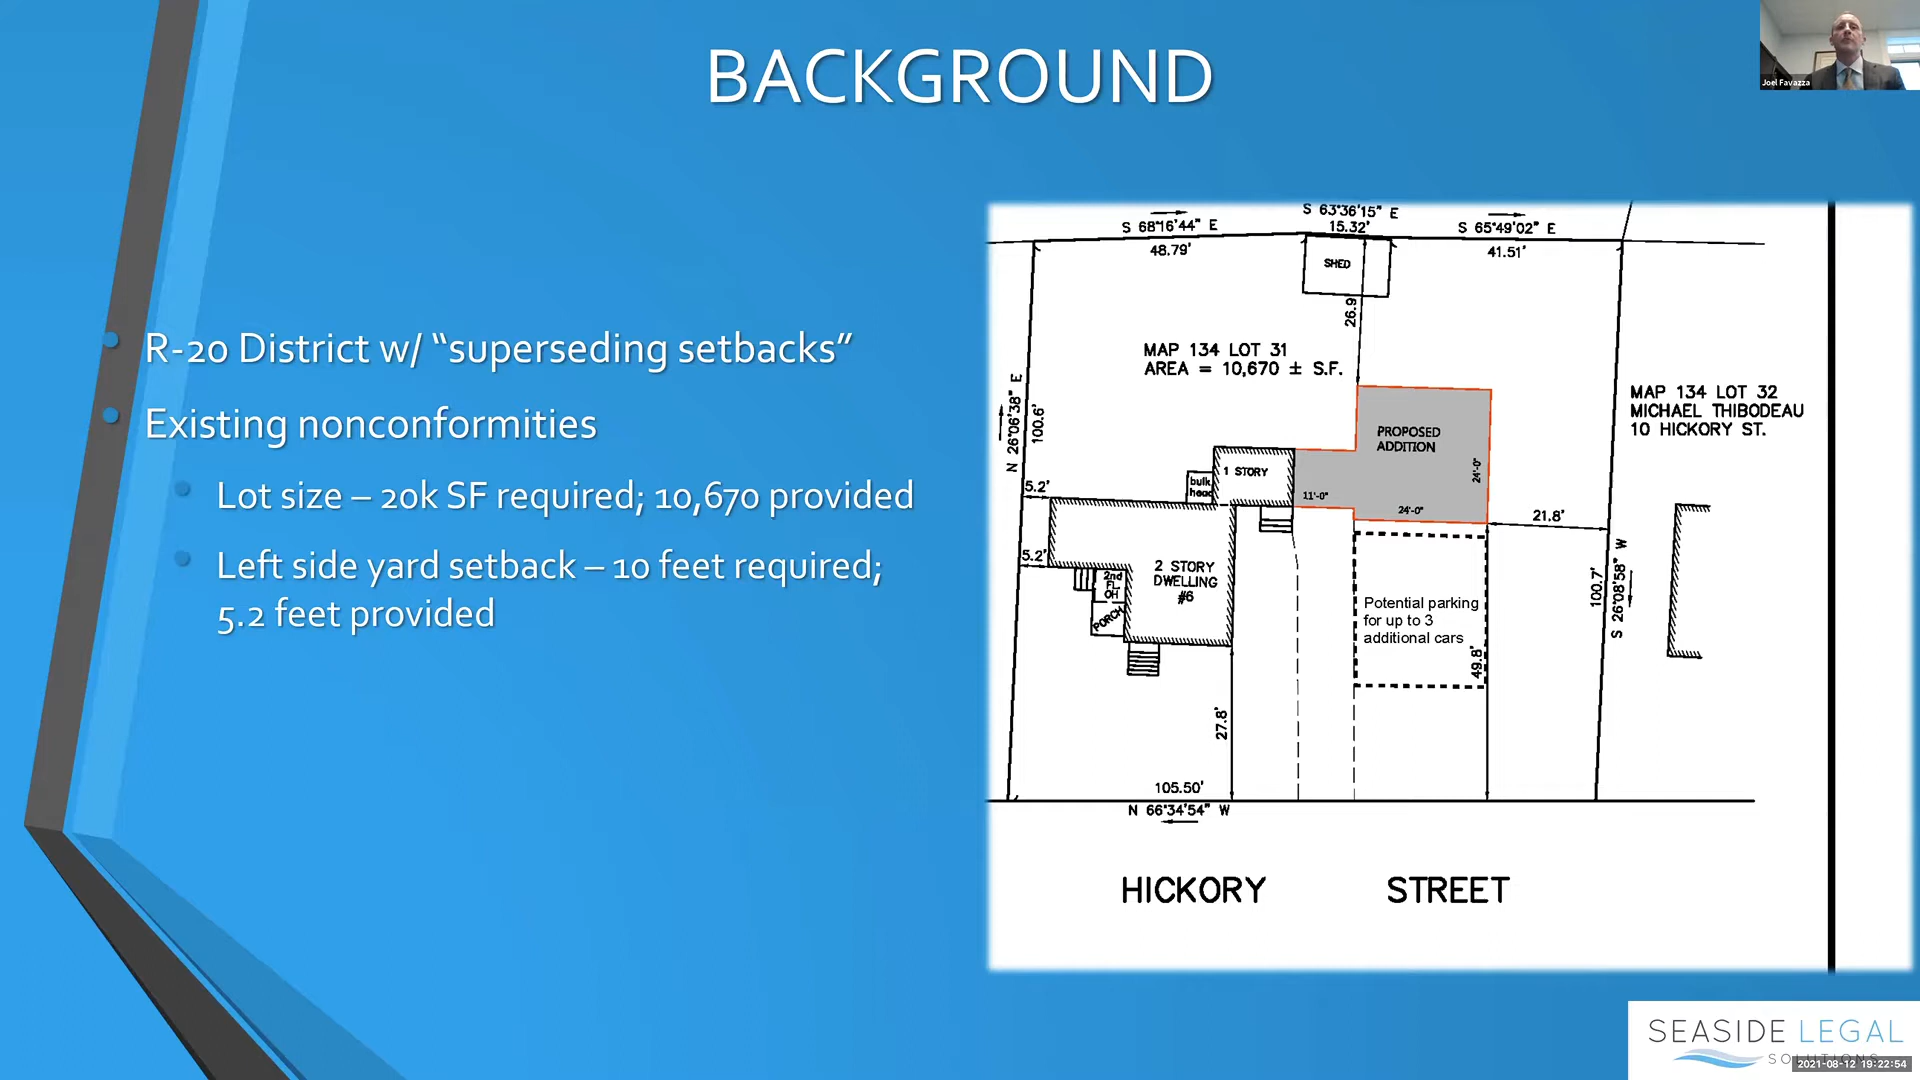 BACKGROUND
Joel Favazza
R-20 District w/ “superseding setbacks”
Existing nonconformities
Lot size – 20k SF required; 10,670 provided
Left side yard setback – 10 feet required;
5.2 feet provided
S 63°36'15" E
15.32'
S 68°16'44" E
48.79'
S 65°49'02" E
41.51'
SHED
26.9
MAP 134 LOT 31
AREA = 10,670 ± S.F.
N 26°06'38" E
100.6'
MAP 134 LOT 32
MICHAEL THIBODEAU
10 HICKORY ST.
PROPOSED
ADDITION
24'-0"
1 STORY
bulk
head
11'-0"
24'-0"
5.2'
21.8'
5.2'
2 STORY
DWELLING
#6
2nd
FL
OH
PORCH
Potential parking
for up to 3
additional cars
49.8'
100.7'
S 26°08'58" W
27.8'
105.50'
N 66°34'54" W
HICKORY STREET
SEASIDE LEGAL
SOLUTIONS
2021-08-12 19:22:54